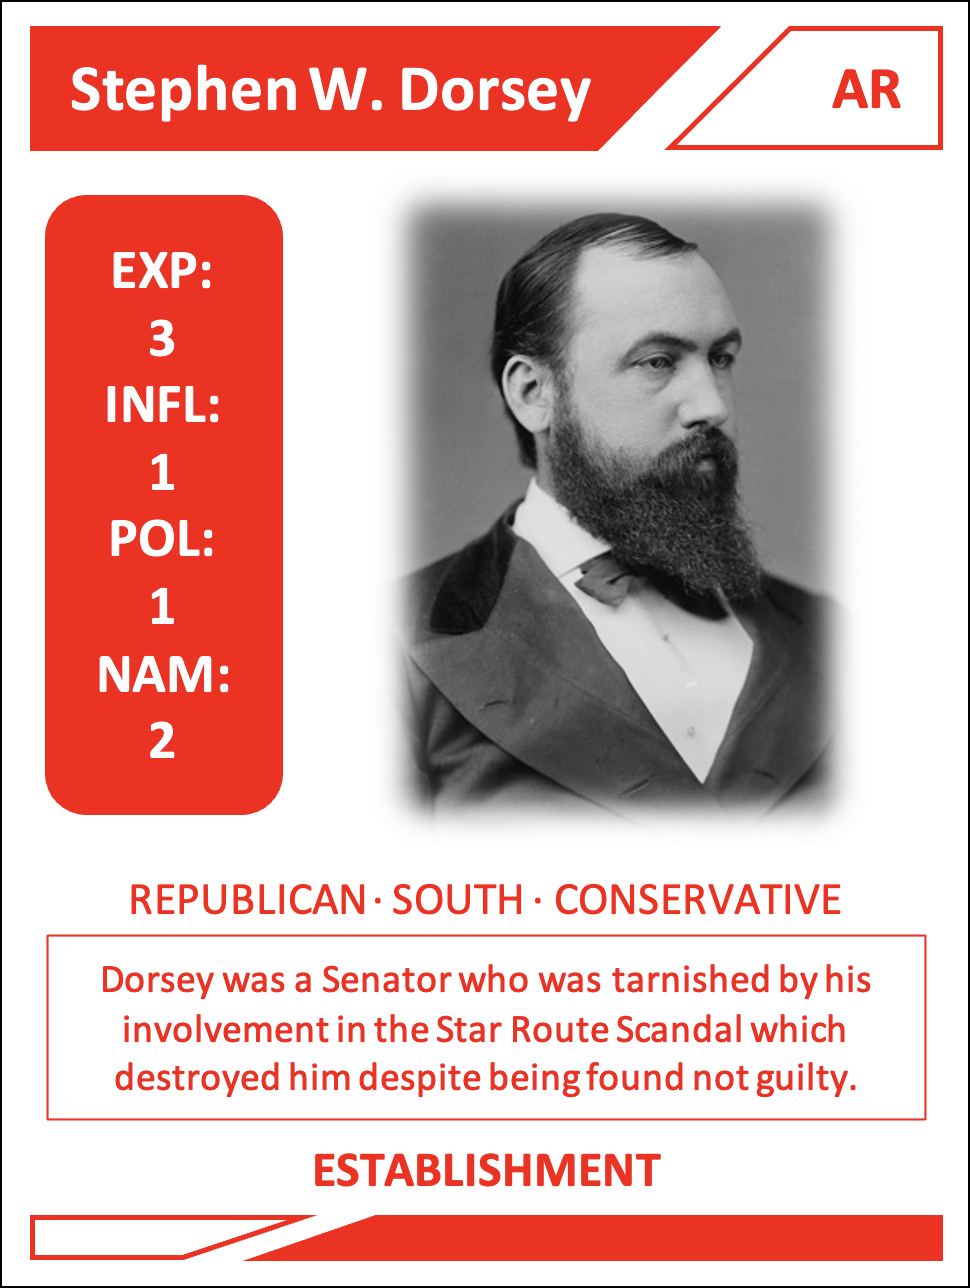 Stephen W. Dorsey
AR
EXP:
3
INFL:
1
POL:
1
NAM:
2
REPUBLICAN · SOUTH · CONSERVATIVE
Dorsey was a Senator who was tarnished by his
involvement in the Star Route Scandal which
destroyed him despite being found not guilty.
ESTABLISHMENT